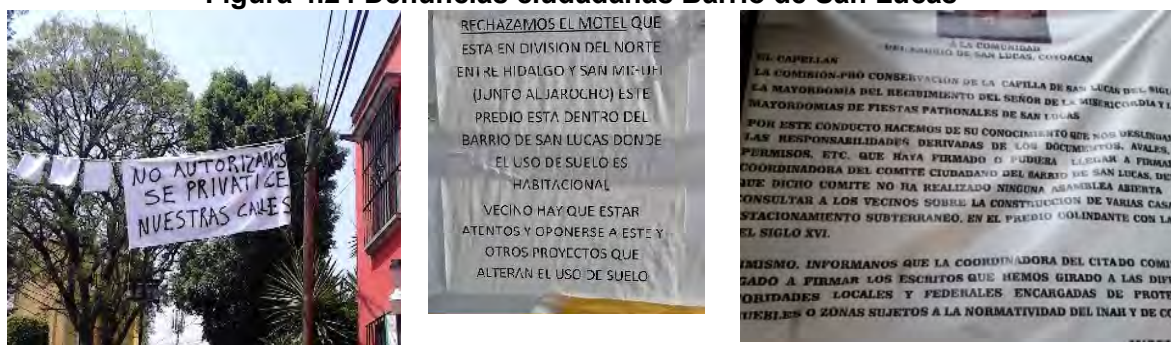 Figura 4.24 Denuncias ciudadanas Barrio de San Lucas
NO AUTORIZAMOS
SE PRIVATICE
NUESTRAS CALLES
RECHAZAMOS EL MOTEL QUE
ESTA EN DIVISION DEL NORTE
ENTRE HIDALGO Y SAN MIGUEL
(JUNTO AL JAROCHO) ESTE
PREDIO ESTA DENTRO DEL
BARRIO DE SAN LUCAS DONDE
EL USO DE SUELO ES
HABITACIONAL
VECINO HAY QUE ESTAR
ATENTOS Y OPONERSE A ESTE Y
OTROS PROYECTOS QUE
ALTERAN EL USO DE SUELO
A LA COMUNIDAD
DEL BARRIO DE SAN LUCAS, COYOACAN
EL CAPELLAN
LA COMISION-PRO CONSERVACIÓN DE LA CAPILLA DE SAN LUCAS DEL
LA MAYORDOMÍA DEL RECIBIMIENTO DEL SEÑOR DE LA MISERICORDIA Y
MAYORDOMIAS DE FIESTAS PATRONALES DE SAN LUCAS
POR ESTE CONDUCTO HACEMOS DE SU CONOCIMIENTO QUE NOS
LAS RESPONSABILIDADES DERIVADAS DE LOS DOCUMENTOS, AVALES,
PERMISOS, ETC. QUE HAYA FIRMADO O PUDIERA LLEGAR A
COORDINADORA DEL COMITE CIUDADANO DEL BARRIO DE SAN LUCAS,
QUE DICHO COMITE NO HA REALIZADO NINGUNA ASAMBLEA ABIERTA
CONSULTAR A LOS VECINOS SOBRE LA CONSTRUCCION DE VARIAS
ESTACIONAMIENTO SUBTERRANEO, EN EL PREDIO COLINDANTE CON
EL SIGLO XVI.
IMISMO, INFORMANOS QUE LA COORDINADORA DEL CITADO
GADO A FIRMAR LOS ESCRITOS QUE HEMOS GIRADO A LAS
ORIDADES LOCALES Y FEDERALES ENCARGADAS DE
UEBLES O ZONAS SUJETOS A LA NORMATIVIDAD DEL INAH Y DE